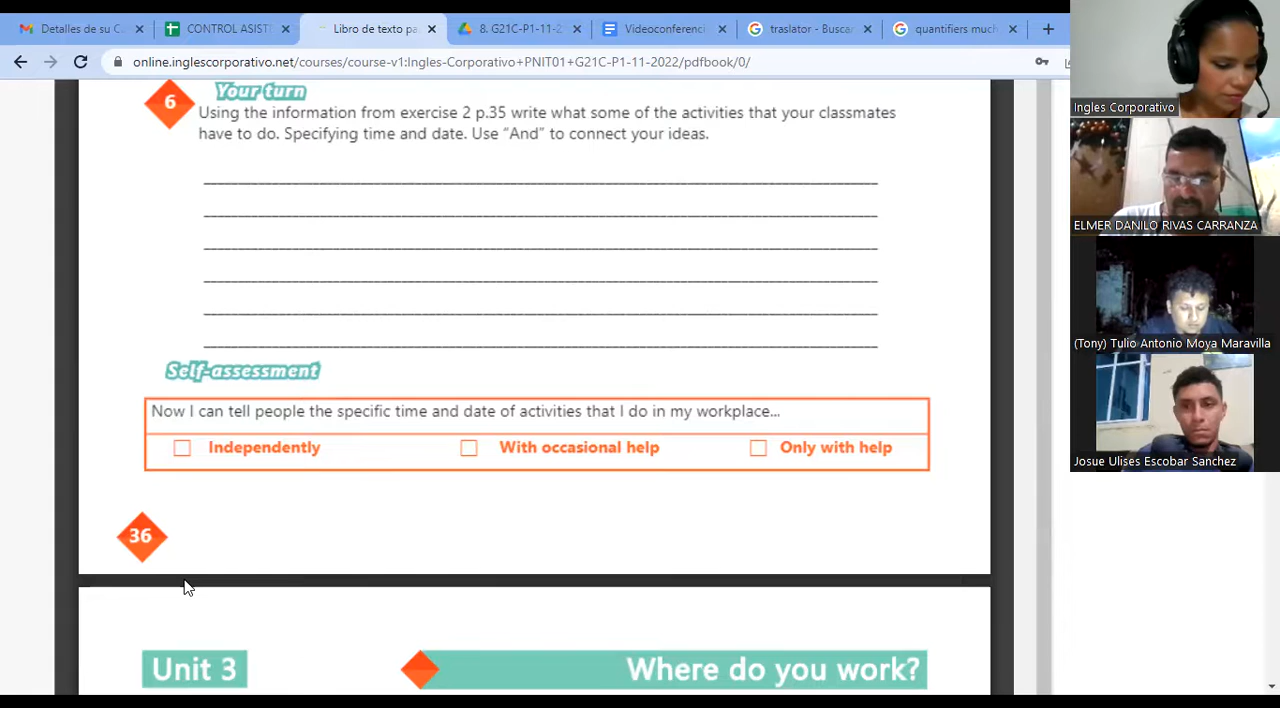 Detalles de su C
CONTROL ASIST
Libro de texto pa
8. G21C-P1-11-2
Videoconferenci
traslator - Buscar
quantifiers much
online.inglescorporativo.net/courses/course-v1:Ingles-Corporativo+PNIT01+G21C-P1-11-2022/pdfbook/0/
6
Your turn
Using the information from exercise 2 p.35 write what some of the activities that your classmates
have to do. Specifying time and date. Use “And” to connect your ideas.
Self-assessment
Now I can tell people the specific time and date of activities that I do in my workplace...
Independently
With occasional help
Only with help
36
Unit 3
Where do you work?
Ingles Corporativo
ELMER DANILO RIVAS CARRANZA
(Tony) Tulio Antonio Moya Maravilla
Josue Ulises Escobar Sanchez